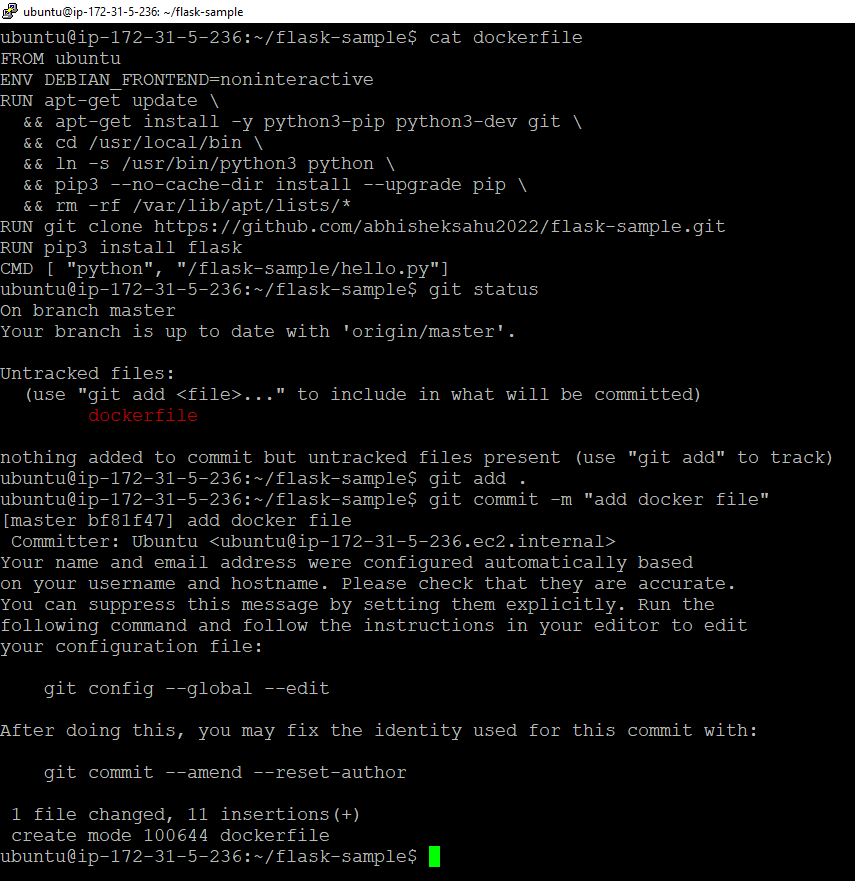 ubuntu@ip-172-31-5-236: ~/flask-sample
ubuntu@ip-172-31-5-236:~/flask-sample$ cat dockerfile
FROM ubuntu
ENV DEBIAN_FRONTEND=noninteractive
RUN apt-get update \
  && apt-get install -y python3-pip python3-dev git \
  && cd /usr/local/bin \
  && ln -s /usr/bin/python3 python \
  && pip3 --no-cache-dir install --upgrade pip \
  && rm -rf /var/lib/apt/lists/*
RUN git clone https://github.com/abhisheksahu2022/flask-sample.git
RUN pip3 install flask
CMD [ "python", "/flask-sample/hello.py"]
ubuntu@ip-172-31-5-236:~/flask-sample$ git status
On branch master
Your branch is up to date with 'origin/master'.

Untracked files:
  (use "git add <file>..." to include in what will be committed)
        dockerfile

nothing added to commit but untracked files present (use "git add" to track)
ubuntu@ip-172-31-5-236:~/flask-sample$ git add .
ubuntu@ip-172-31-5-236:~/flask-sample$ git commit -m "add docker file"
[master bf81f47] add docker file
 Committer: Ubuntu <ubuntu@ip-172-31-5-236.ec2.internal>
Your name and email address were configured automatically based
on your username and hostname. Please check that they are accurate.
You can suppress this message by setting them explicitly. Run the
following command and follow the instructions in your editor to edit
your configuration file:

    git config --global --edit

After doing this, you may fix the identity used for this commit with:

    git commit --amend --reset-author

 1 file changed, 11 insertions(+)
 create mode 100644 dockerfile
ubuntu@ip-172-31-5-236:~/flask-sample$